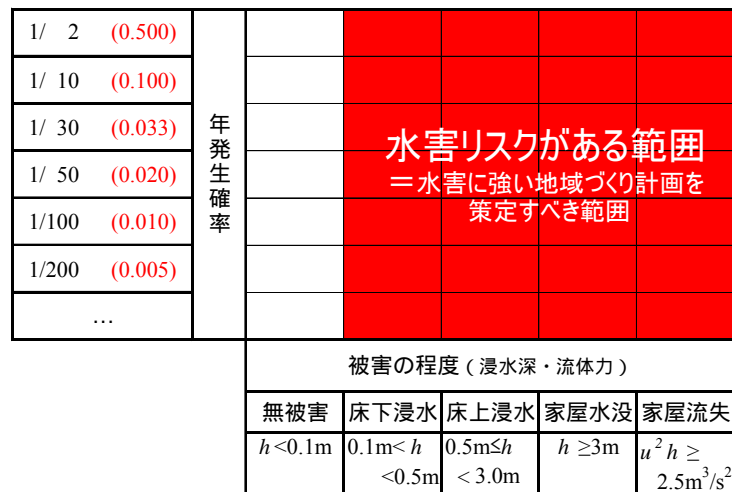 1/ 2 (0.500)
1/ 10 (0.100)
1/ 30 (0.033)
1/ 50 (0.020)
1/100 (0.010)
1/200 (0.005)
…
年発生確率
水害リスクがある範囲
＝水害に強い地域づくり計画を
策定すべき範囲
被害の程度（浸水深・流体力）
無被害 床下浸水 床上浸水 家屋水没 家屋流失
h<0.1m 0.1m< h 0.5m≤h h ≥3m u² h ≥
<0.5m < 3.0m 2.5m³/s²